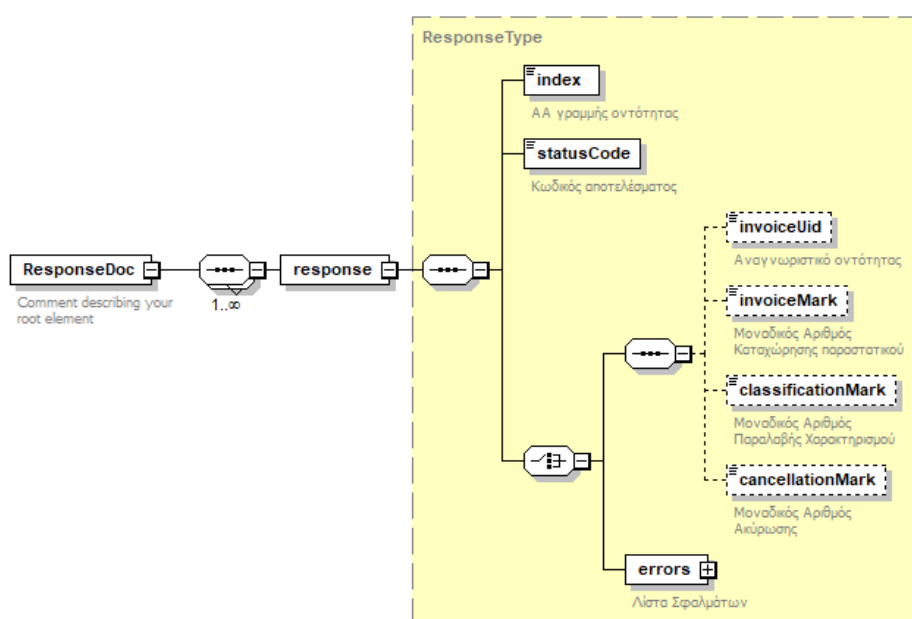 ResponseType
index
ΑΑ γραμμής οντότητας
statusCode
Κωδικός αποτελέσματος
ResponseDoc
Comment describing your
root element
1..∞
response
invoiceUid
Αναγνωριστικό οντότητας
invoiceMark
Μοναδικός Αριθμός
Καταχώρησης παραστατικού
classificationMark
Μοναδικός Αριθμός
Παραλαβής Χαρακτηρισμού
cancellationMark
Μοναδικός Αριθμός
Ακύρωσης
errors
Λίστα Σφαλμάτων